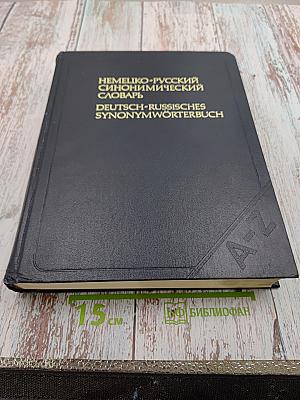 НЕМЕЦКО-РУССКИЙ
СИНОНИМИЧЕСКИЙ
СЛОВАРЬ
DEUTSCH-RUSSISCHES
SYNONYMWÖRTERBUCH
A-Z
15 см
БИБЛИОФАН